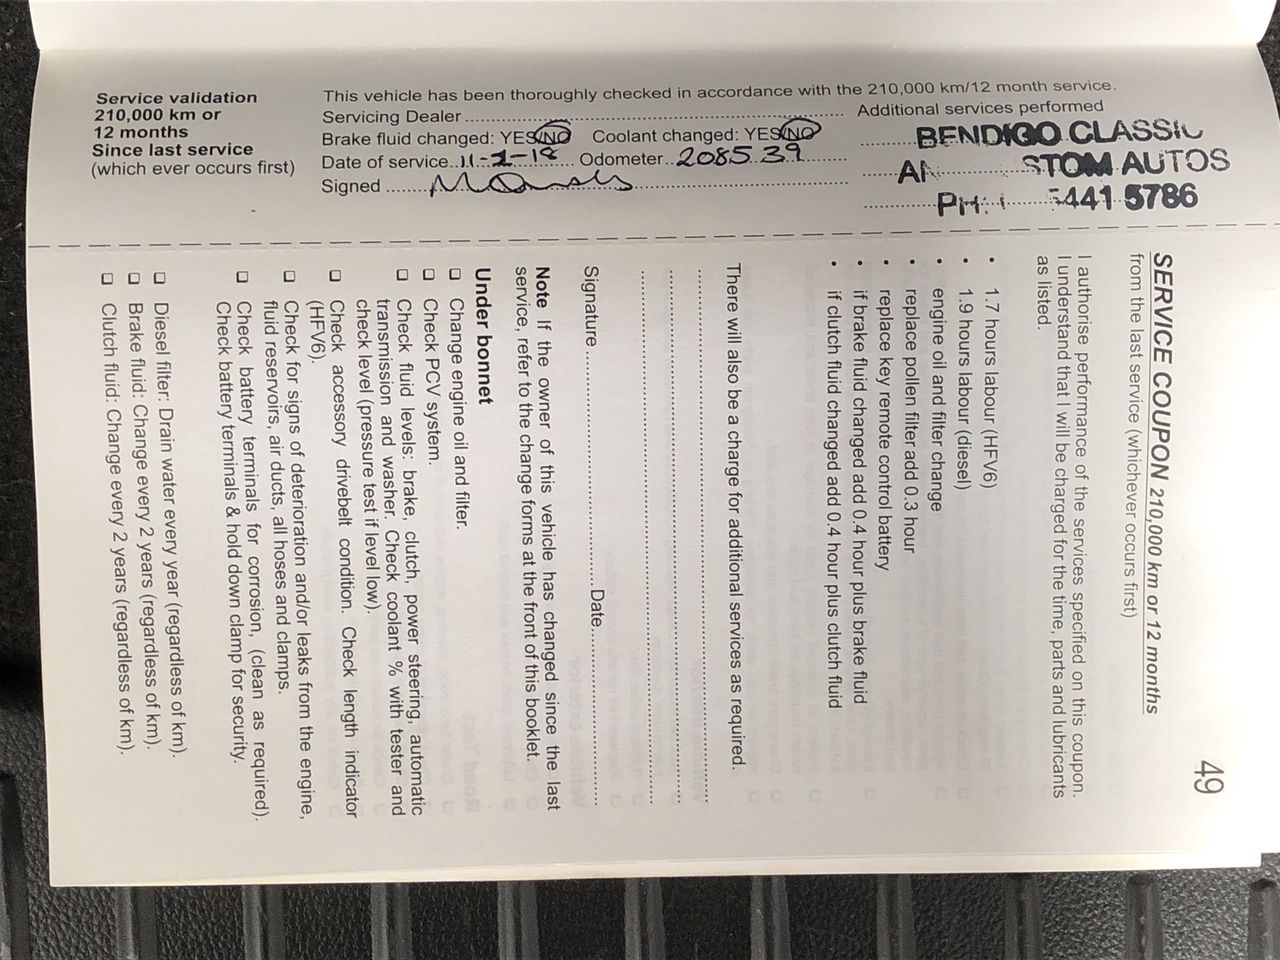 Service validation
210,000 km or
12 months
Since last service
(which ever occurs first)
This vehicle has been thoroughly checked in accordance with the 210,000 km/12 month service.
Servicing Dealer
Brake fluid changed: YES/NO Coolant changed: YES/NO
Date of service Odometer 208539
Signed
Additional services performed
BENDIGO CLASSIC
STOM AUTOS
PH: 5441 5786
49
SERVICE COUPON 210,000 km or 12 months
from the last service (whichever occurs first)
I authorise performance of the services specified on this coupon.
I understand that I will be charged for the time, parts and lubricants
as listed.
• 1.7 hours labour (HFV6)
• 1.9 hours labour (diesel)
• engine oil and filter change
• replace pollen filter add 0.3 hour
• replace key remote control battery
• if brake fluid changed add 0.4 hour plus brake fluid
• if clutch fluid changed add 0.4 hour plus clutch fluid
There will also be a charge for additional services as required.
Signature Date
Note If the owner of this vehicle has changed since the last
service, refer to the change forms at the front of this booklet.
Under bonnet
❑ Change engine oil and filter.
❑ Check PCV system.
❑ Check fluid levels: brake, clutch, power steering, automatic
transmission and washer. Check coolant % with tester and
check level (pressure test if level low).
❑ Check accessory drivebelt condition. Check length indicator
(HFV6).
❑ Check for signs of deterioration and/or leaks from the engine,
fluid reservoirs, air ducts, all hoses and clamps.
❑ Check battery terminals for corrosion, (clean as required).
Check battery terminals & hold down clamp for security.
❑ Diesel filter: Drain water every year (regardless of km).
❑ Brake fluid: Change every 2 years (regardless of km).
❑ Clutch fluid: Change every 2 years (regardless of km).